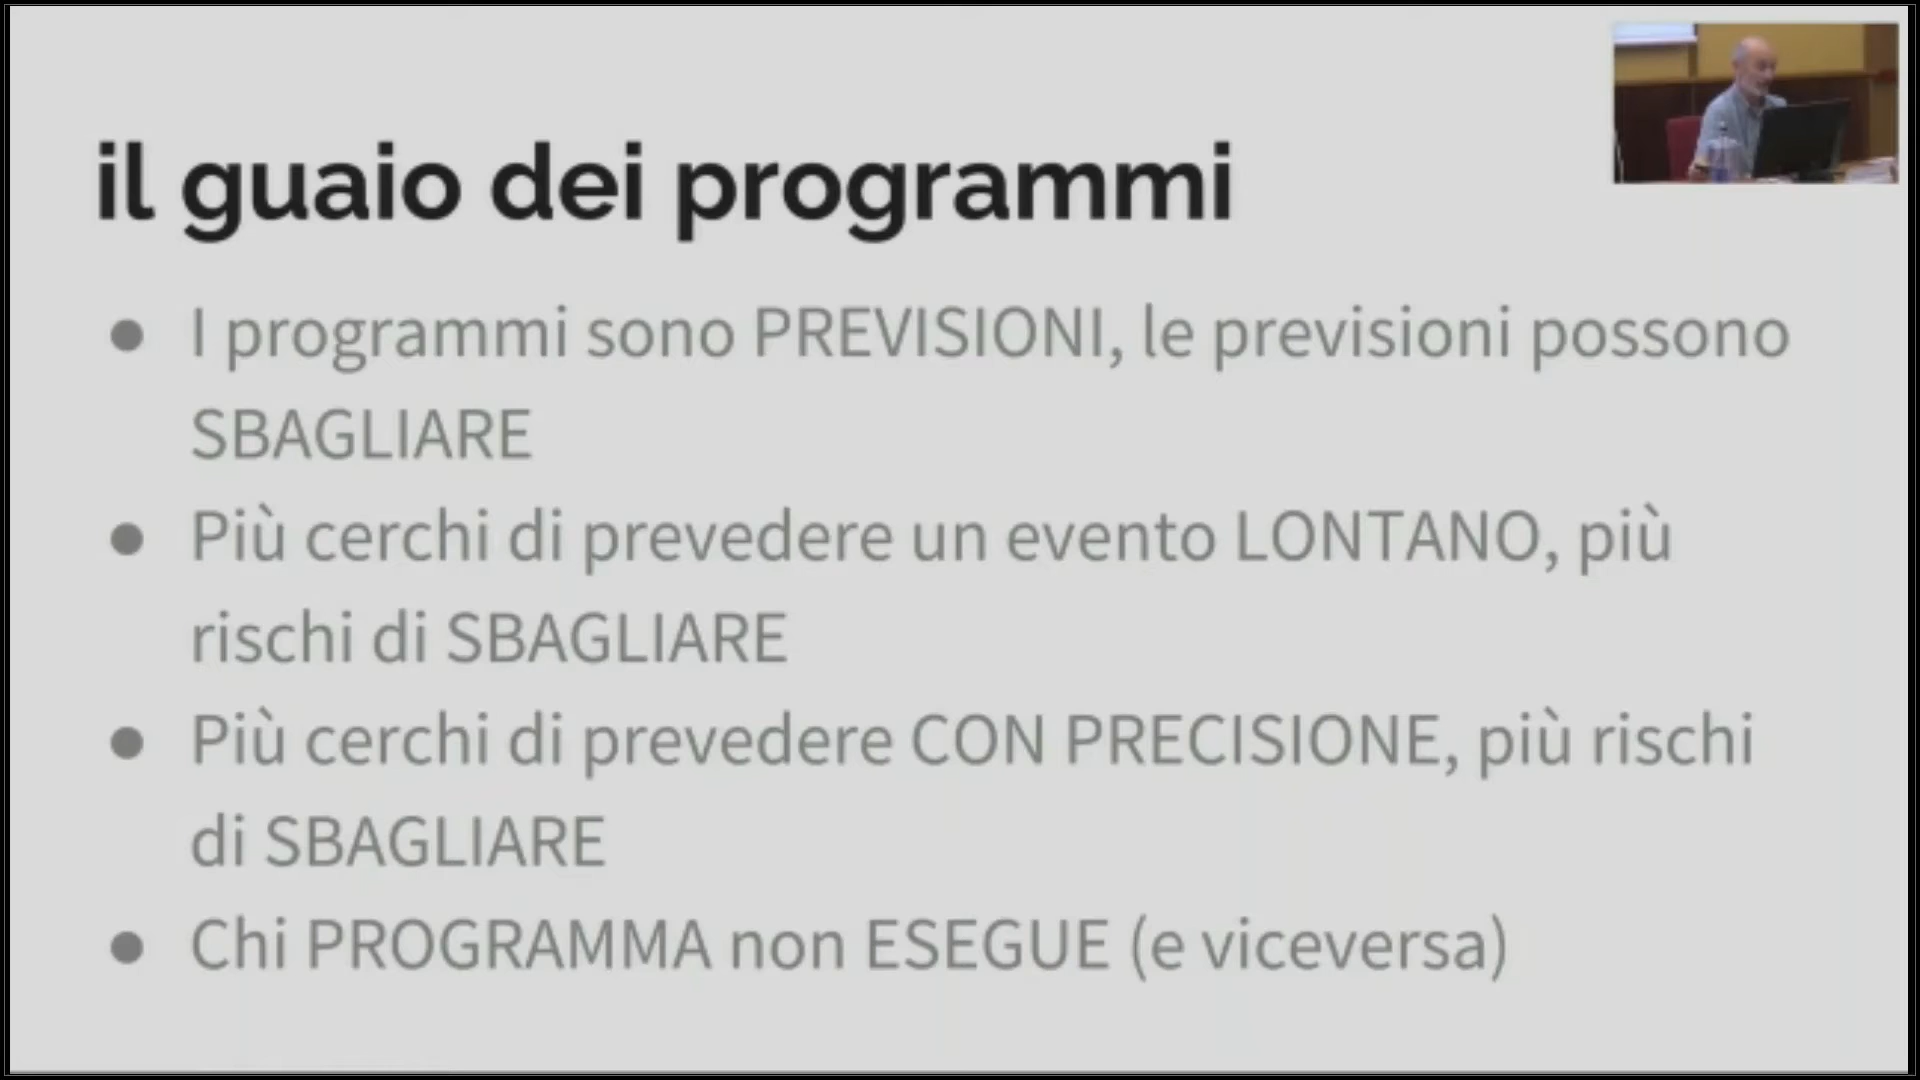 il guaio dei programmi
● I programmi sono PREVISIONI, le previsioni possono
SBAGLIARE
● Più cerchi di prevedere un evento LONTANO, più
rischi di SBAGLIARE
● Più cerchi di prevedere CON PRECISIONE, più rischi
di SBAGLIARE
● Chi PROGRAMMA non ESEGUE (e viceversa)